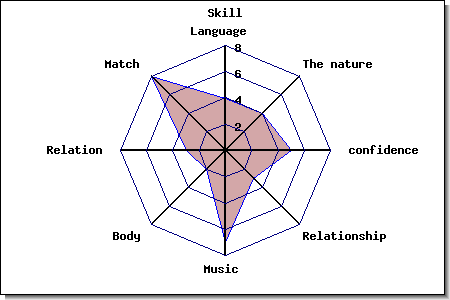 Skill
Language
8
Match
The nature
6
4
2
Relation
confidence
Body
Relationship
Music